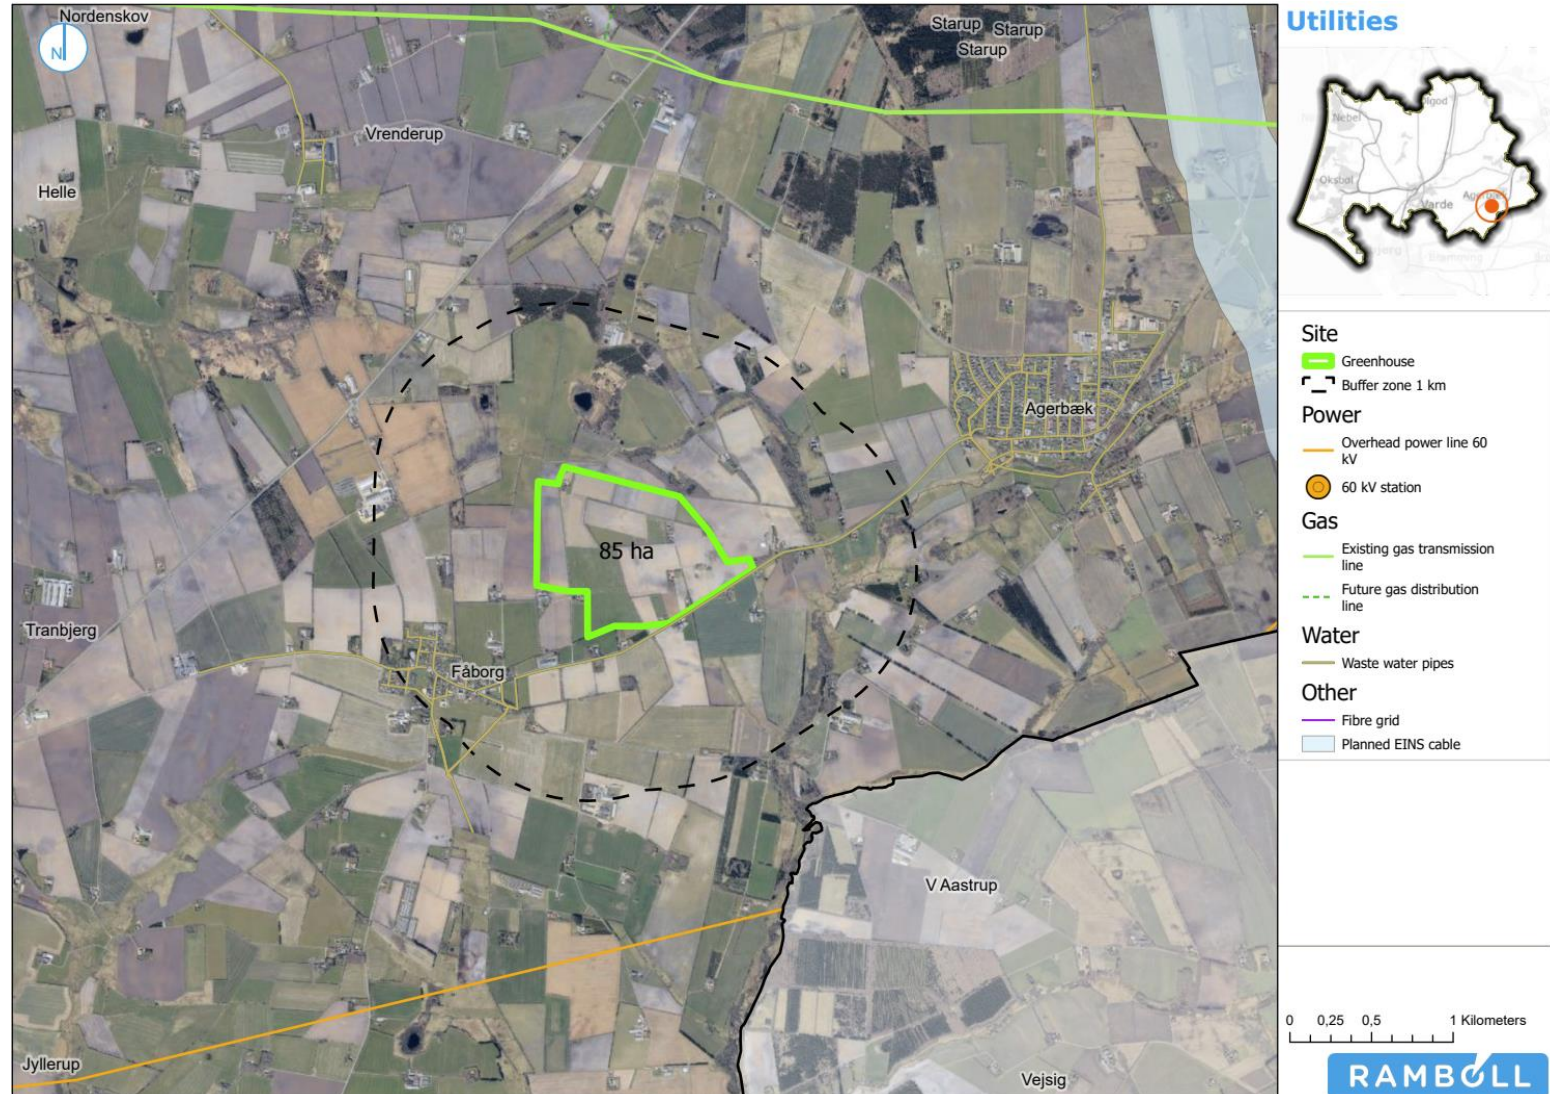 Utilities
Nordenskov
N
Starup
Starup
Starup
Vrenderup
Helle
Agerbæk
85 ha
Tranbjerg
Fåborg
V Aastrup
Jyllerup
Vejsig
Nebel
Oksbøl
Varde
Site
Greenhouse
Buffer zone 1 km
Power
Overhead power line 60
kV
60 kV station
Gas
Existing gas transmission
line
Future gas distribution
line
Water
Waste water pipes
Other
Fibre grid
Planned EINS cable
0 0,25 0,5 1 Kilometers
RAMBOLL